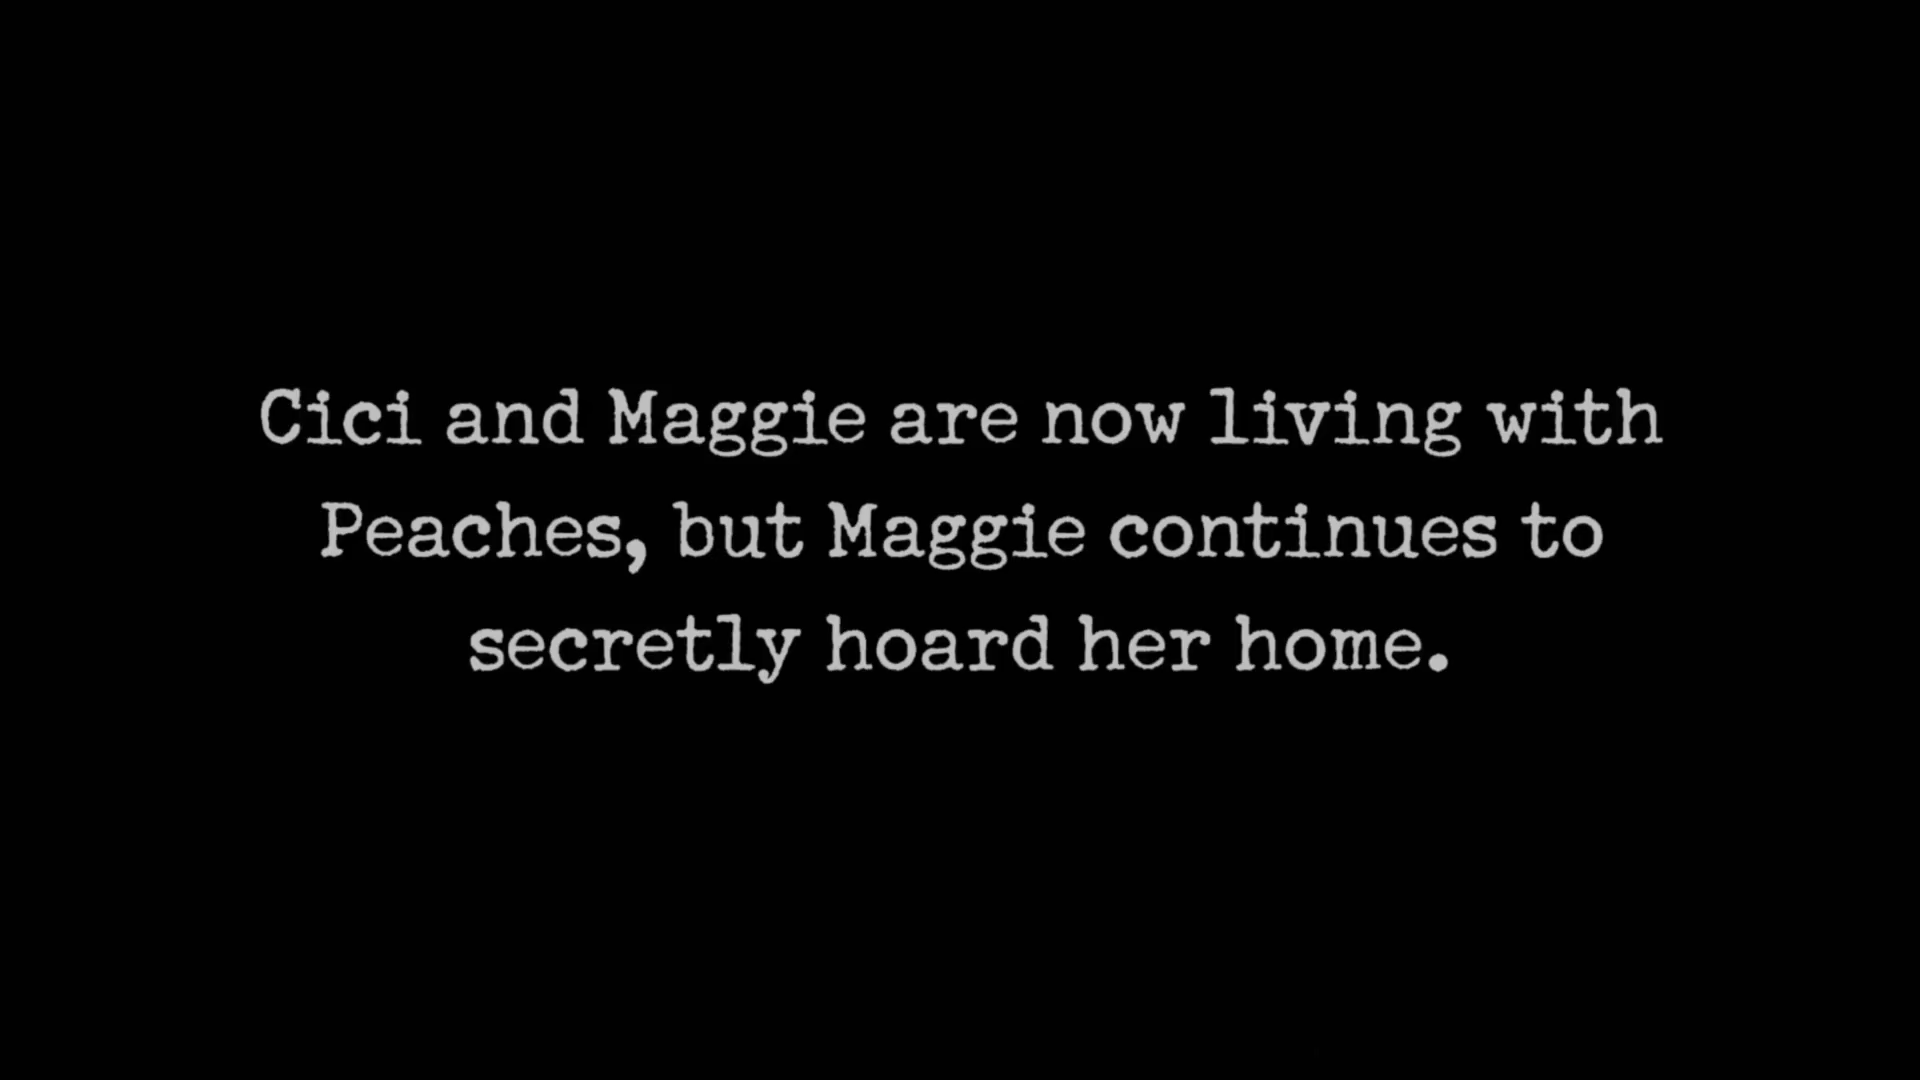 Cici and Maggie are now living with
Peaches, but Maggie continues to
secretly hoard her home.